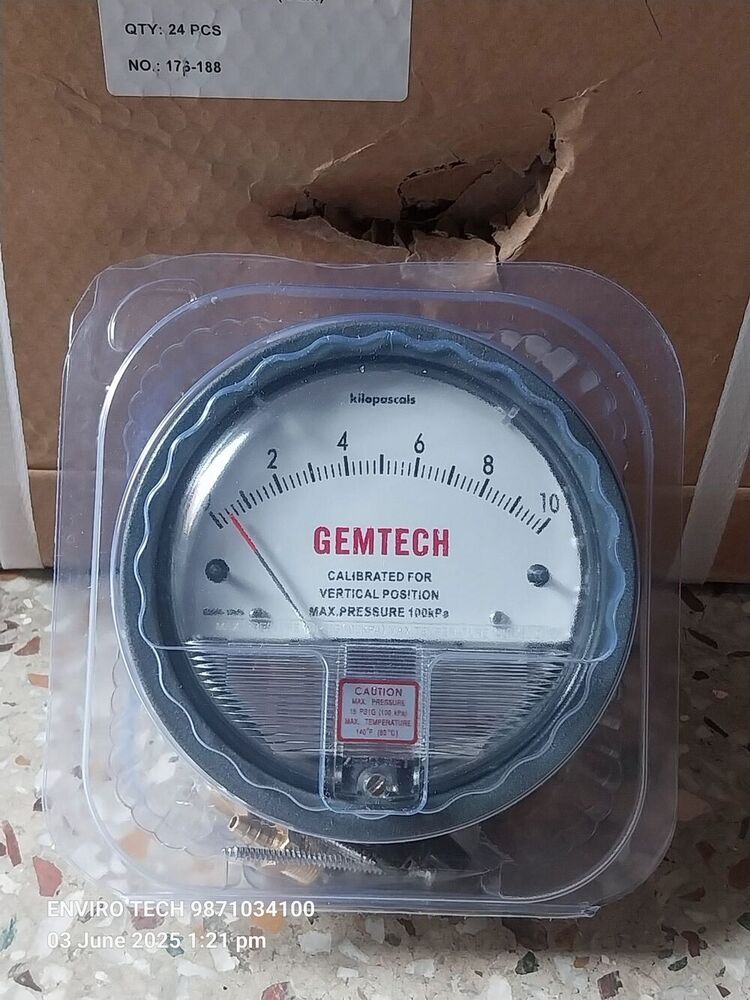 QTY: 24 PCS
NO.: 176-188
kilopascals
2 4 6 8 10
GEMTECH
CALIBRATED FOR
VERTICAL POSITION
MAX.PRESSURE 100kPa
CAUTION
MAX. PRESSURE
15 PSIG (100 kPa)
MAX. TEMPERATURE
140°F (60°C)
ENVIRO TECH 9871034100
03 June 2025 1:21 pm